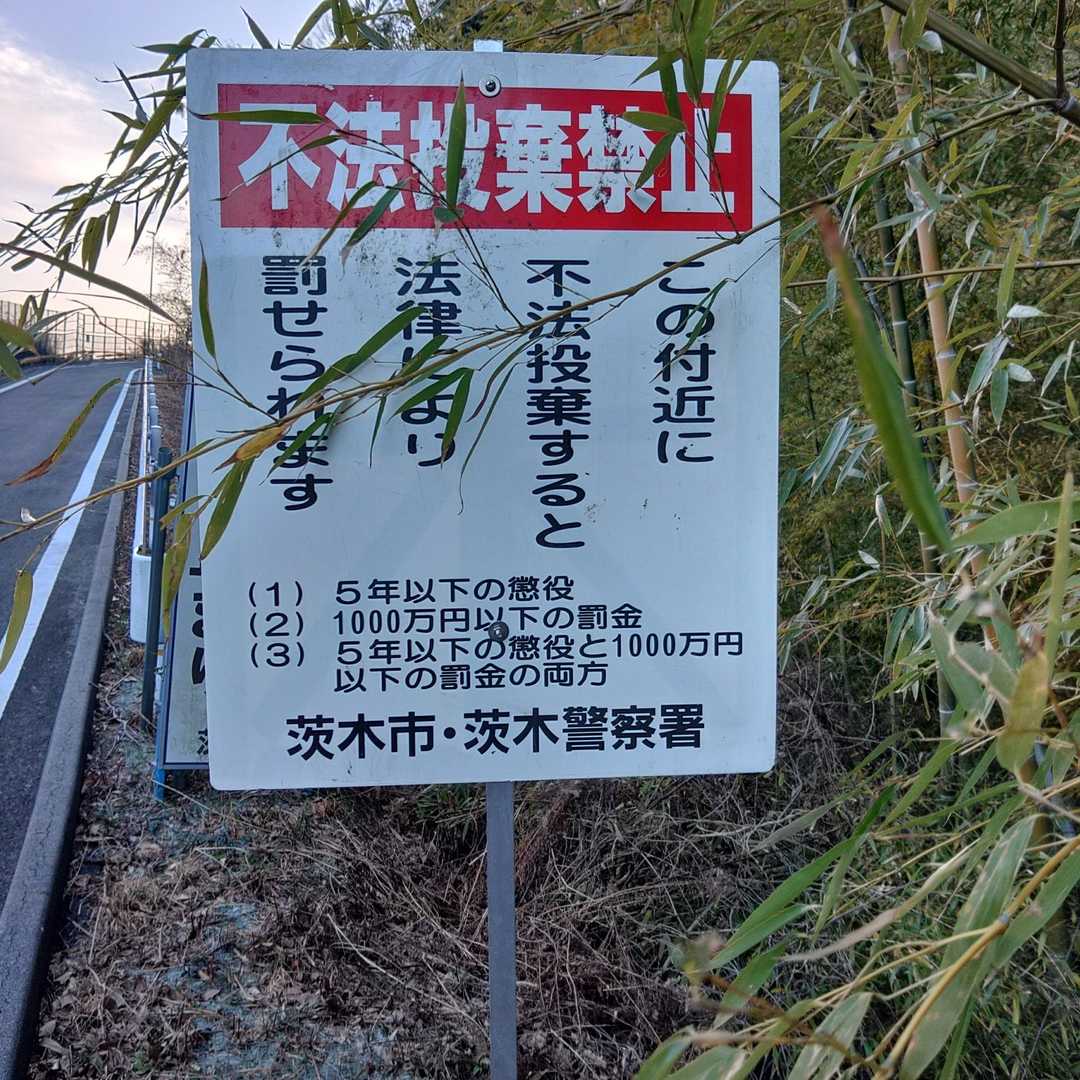 不法投棄禁止
この付近に
不法投棄すると
法律により
罰せられます
(1) 5年以下の懲役
(2) 1000万円以下の罰金
(3) 5年以下の懲役と1000万円
以下の罰金の両方
茨木市・茨木警察署